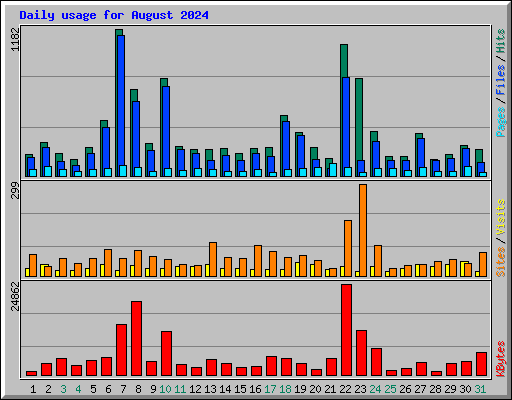 Daily usage for August 2024
1182
Pages / Files / Hits
299
Sites / Visits
24862
KBytes
1 2 3 4 5 6 7 8 9 10 11 12 13 14 15 16 17 18 19 20 21 22 23 24 25 26 27 28 29 30 31